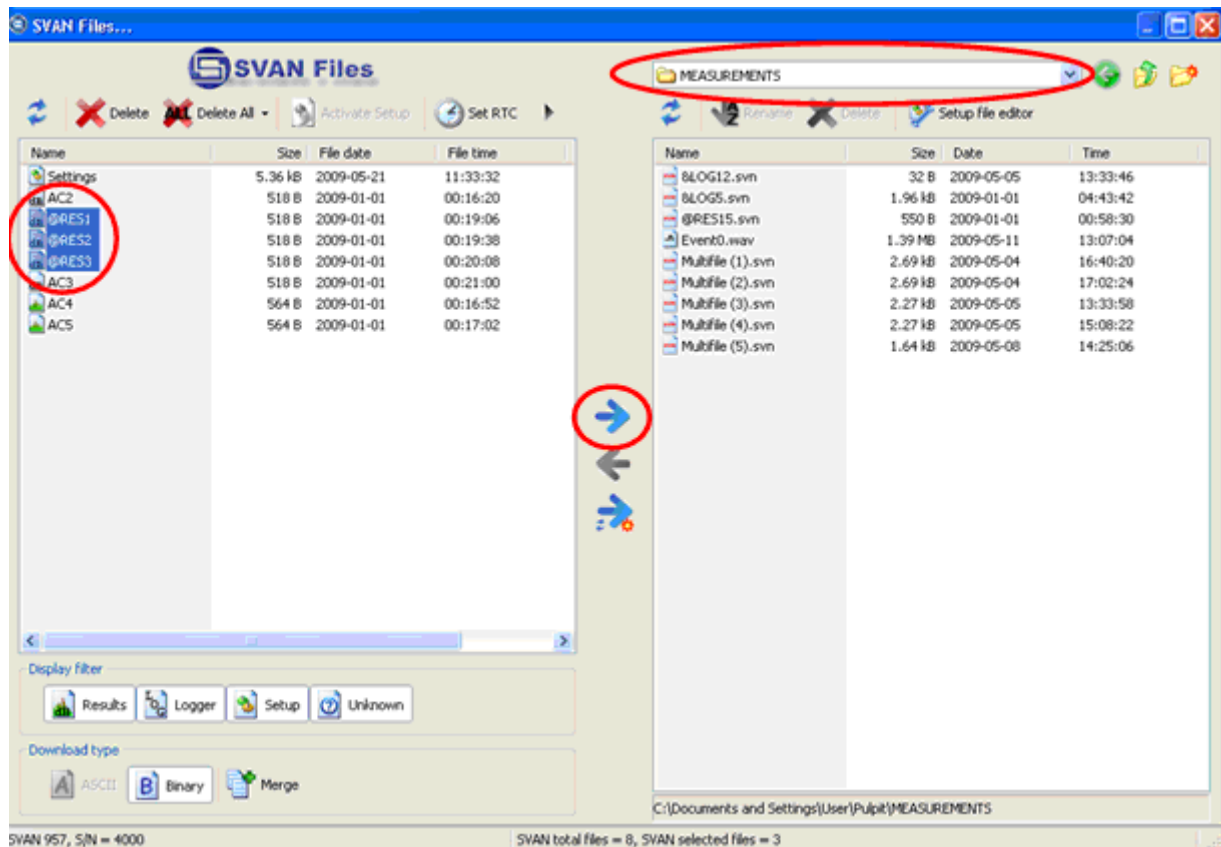 SVAN Files...
SVAN Files
MEASUREMENTS
Delete ALL Delete All Activate Setup Set RTC
AZ Rename Delete Setup file editor
Name Size File date File time
Settings 5.36 kB 2009-05-21 11:33:32
AC2 518 B 2009-01-01 00:16:20
@RES1 518 B 2009-01-01 00:19:06
@RES2 518 B 2009-01-01 00:19:38
@RES3 518 B 2009-01-01 00:20:08
AC3 518 B 2009-01-01 00:21:00
AC4 564 B 2009-01-01 00:16:52
AC5 564 B 2009-01-01 00:17:02
Name Size Date Time
&LOG12.svn 32 B 2009-05-05 13:33:46
&LOG5.svn 1.96 kB 2009-01-01 04:43:42
@RES15.svn 550 B 2009-01-01 00:58:30
Event0.wav 1.39 MB 2009-05-11 13:07:04
Multifile (1).svn 2.69 kB 2009-05-04 16:40:20
Multifile (2).svn 2.69 kB 2009-05-04 17:02:24
Multifile (3).svn 2.27 kB 2009-05-05 13:33:58
Multifile (4).svn 2.27 kB 2009-05-05 15:08:22
Multifile (5).svn 1.64 kB 2009-05-08 14:25:06
Display filter
Results LOG Logger Setup Unknown
Download type
A ASCII B Binary Merge
C:\Documents and Settings\User\Pulpit\MEASUREMENTS
SVAN 957, S/N = 4000
SVAN total files = 8, SVAN selected files = 3